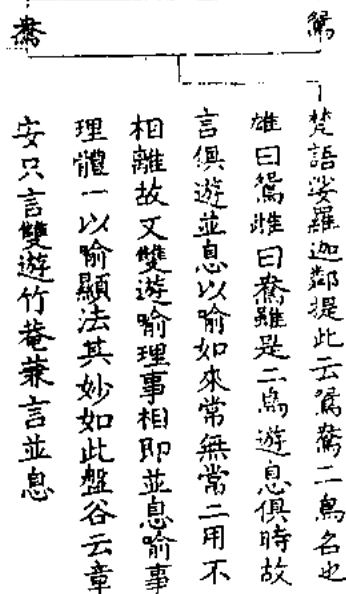 鴛
鴦
梵語娑羅迦鄰提此云鴛鴦二鳥名也
雄曰鴛雌曰鴦雖是二鳥遊息俱時故
言俱遊並息以喻如來常無常二用不
相離故又雙遊喻理事相即並息喻事
理體一以喻顯法其妙如此盤谷云章
安只言雙遊竹菴兼言並息